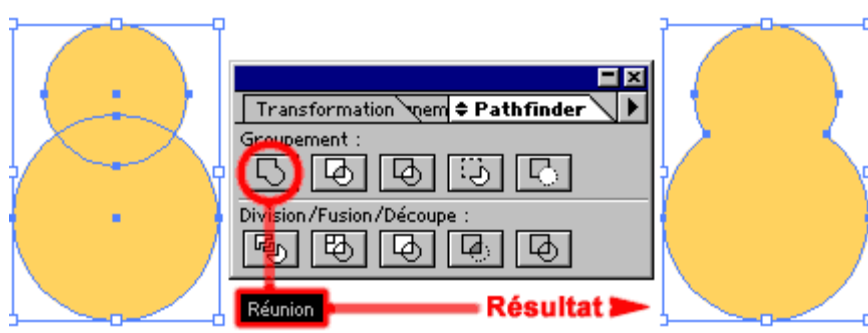 Transformation nem Pathfinder
Groupement :
Division/Fusion/Découpe :
Réunion
Résultat